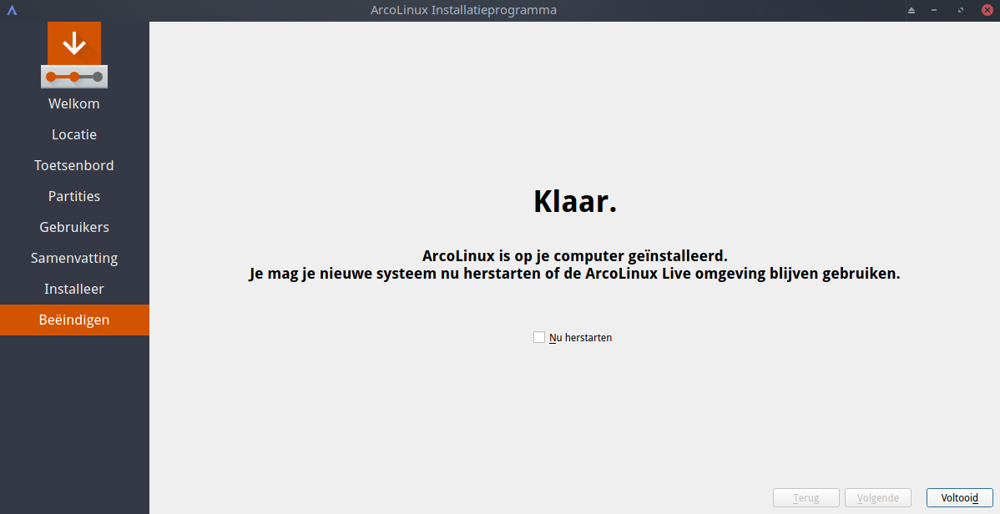 ArcoLinux Installatieprogramma
Welkom
Locatie
Toetsenbord
Partities
Gebruikers
Samenvatting
Installeer
Beëindigen
Klaar.
ArcoLinux is op je computer geïnstalleerd.
Je mag je nieuwe systeem nu herstarten of de ArcoLinux Live omgeving blijven gebruiken.
Nu herstarten
Terug Volgende Voltooid